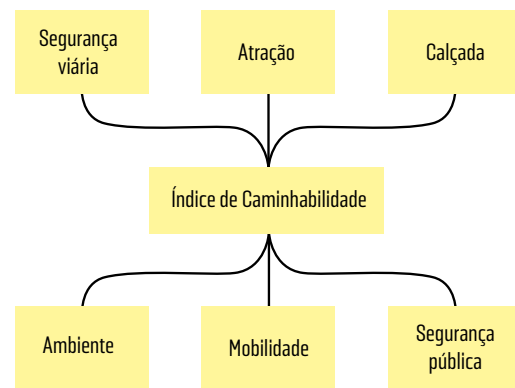 Segurança
viária
Atração
Calçada
Índice de Caminhabilidade
Ambiente
Mobilidade
Segurança
pública